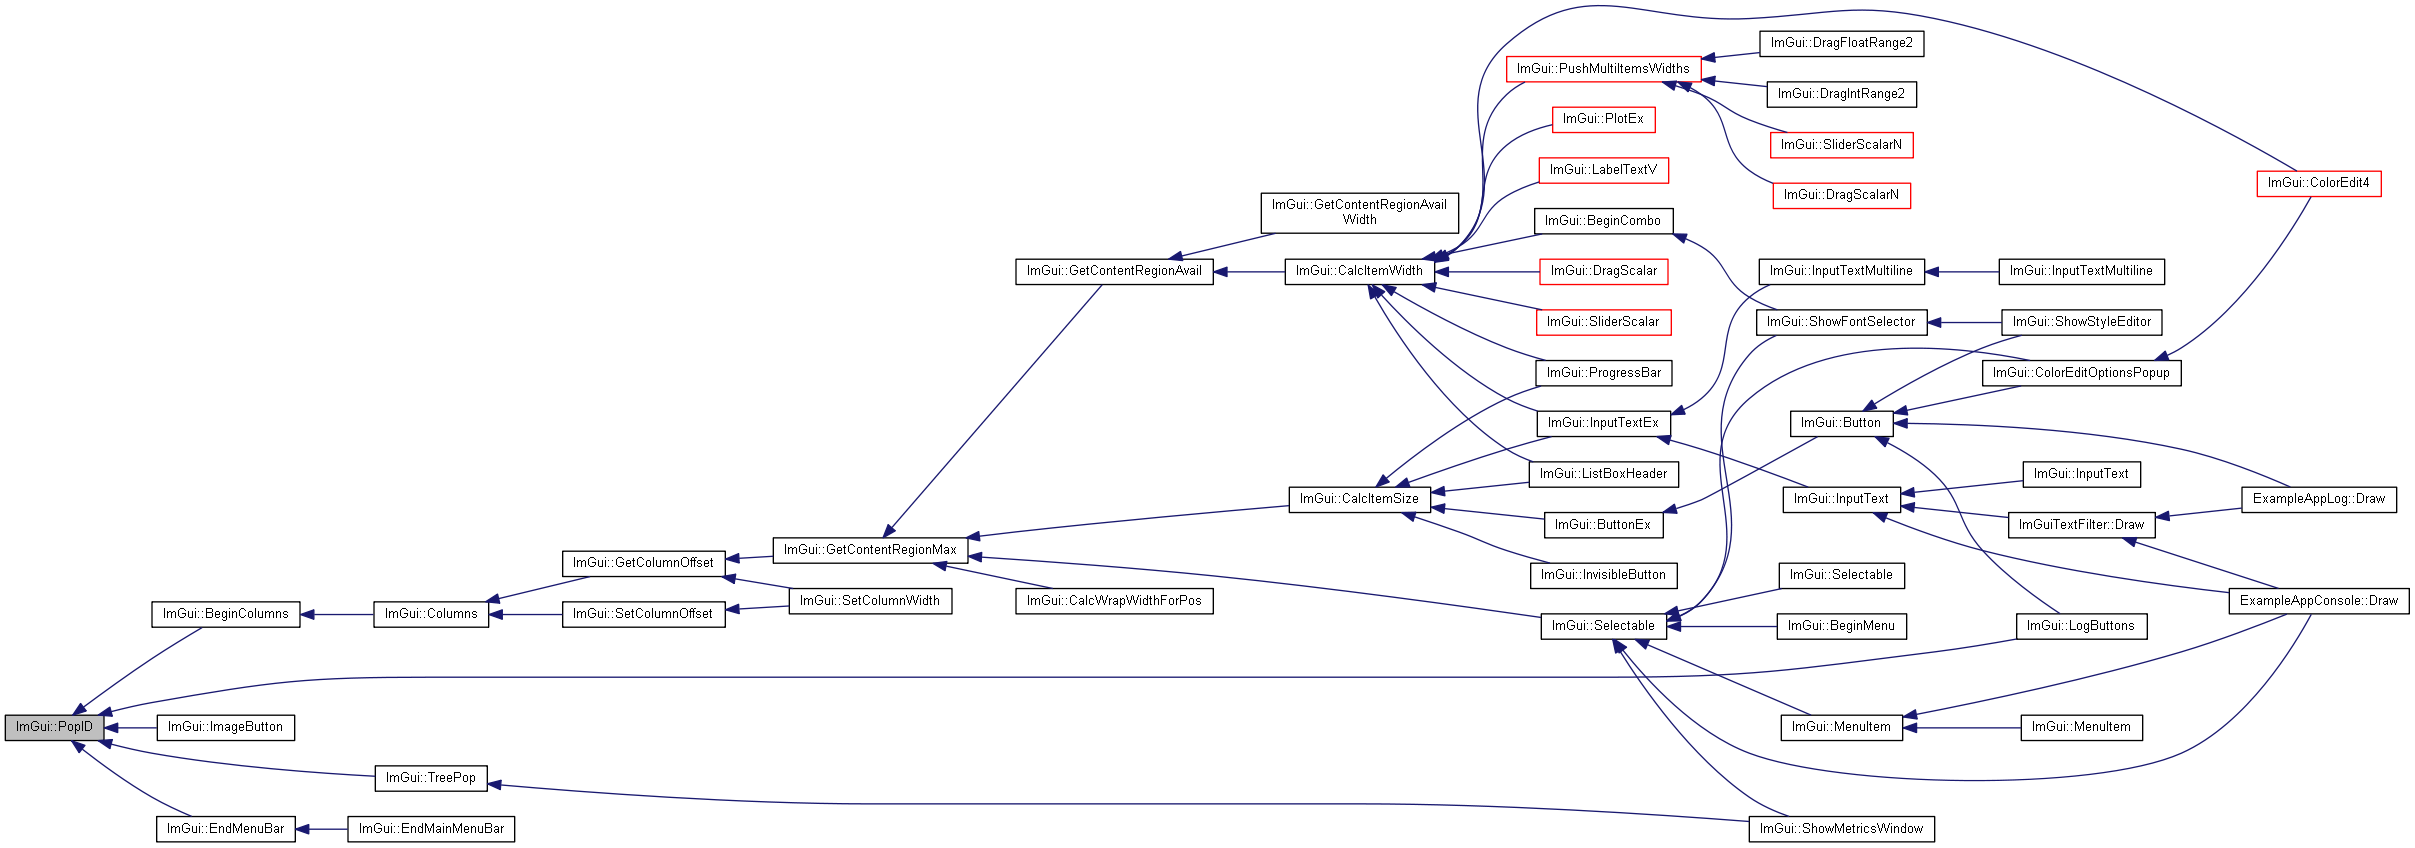 ImGui::PopID
ImGui::BeginColumns
ImGui::ImageButton
ImGui::EndMenuBar
ImGui::Columns
ImGui::TreePop
ImGui::EndMainMenuBar
ImGui::GetColumnOffset
ImGui::SetColumnOffset
ImGui::GetContentRegionMax
ImGui::SetColumnWidth
ImGui::GetContentRegionAvail
ImGui::CalcWrapWidthForPos
ImGui::GetContentRegionAvail
Width
ImGui::CalcItemWidth
ImGui::CalcItemSize
ImGui::PushMultiItemsWidths
ImGui::PlotEx
ImGui::LabelTextV
ImGui::BeginCombo
ImGui::DragScalar
ImGui::SliderScalar
ImGui::ProgressBar
ImGui::InputTextEx
ImGui::ListBoxHeader
ImGui::ButtonEx
ImGui::InvisibleButton
ImGui::Selectable
ImGui::DragFloatRange2
ImGui::DragIntRange2
ImGui::SliderScalarN
ImGui::DragScalarN
ImGui::InputTextMultiline
ImGui::ShowFontSelector
ImGui::Button
ImGui::InputText
ImGui::Selectable
ImGui::BeginMenu
ImGui::MenuItem
ImGui::ShowMetricsWindow
ImGui::InputTextMultiline
ImGui::ShowStyleEditor
ImGui::ColorEditOptionsPopup
ImGui::InputText
ImGuiTextFilter::Draw
ImGui::LogButtons
ImGui::MenuItem
ImGui::ColorEdit4
ExampleAppLog::Draw
ExampleAppConsole::Draw